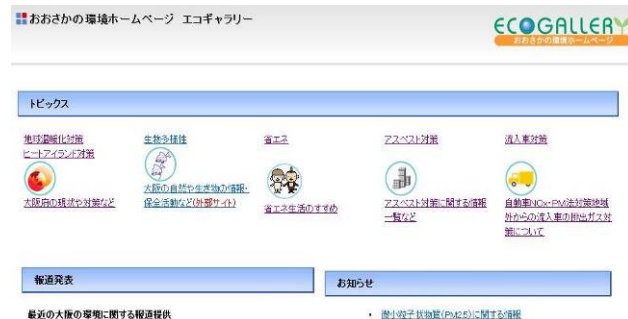 おおさかの環境ホームページ エコギャラリー
ECOGALLERY
おおさかの環境ホームページ
トピックス
地球温暖化対策
ヒートアイランド対策
大阪府の現状や対策など
生物多様性
大阪の自然や生き物の情報・
保全活動など(外部サイト)
省エネ
省エネ生活のすすめ
アスベスト対策
アスベスト対策に関する情報
一覧など
流入車対策
自動車NOx・PM法対策地域
外からの流入車の排出ガス対
策について
報道発表
最近の大阪の環境に関する報道提供
お知らせ
・ 微小粒子状物質(PM2.5)に関する情報